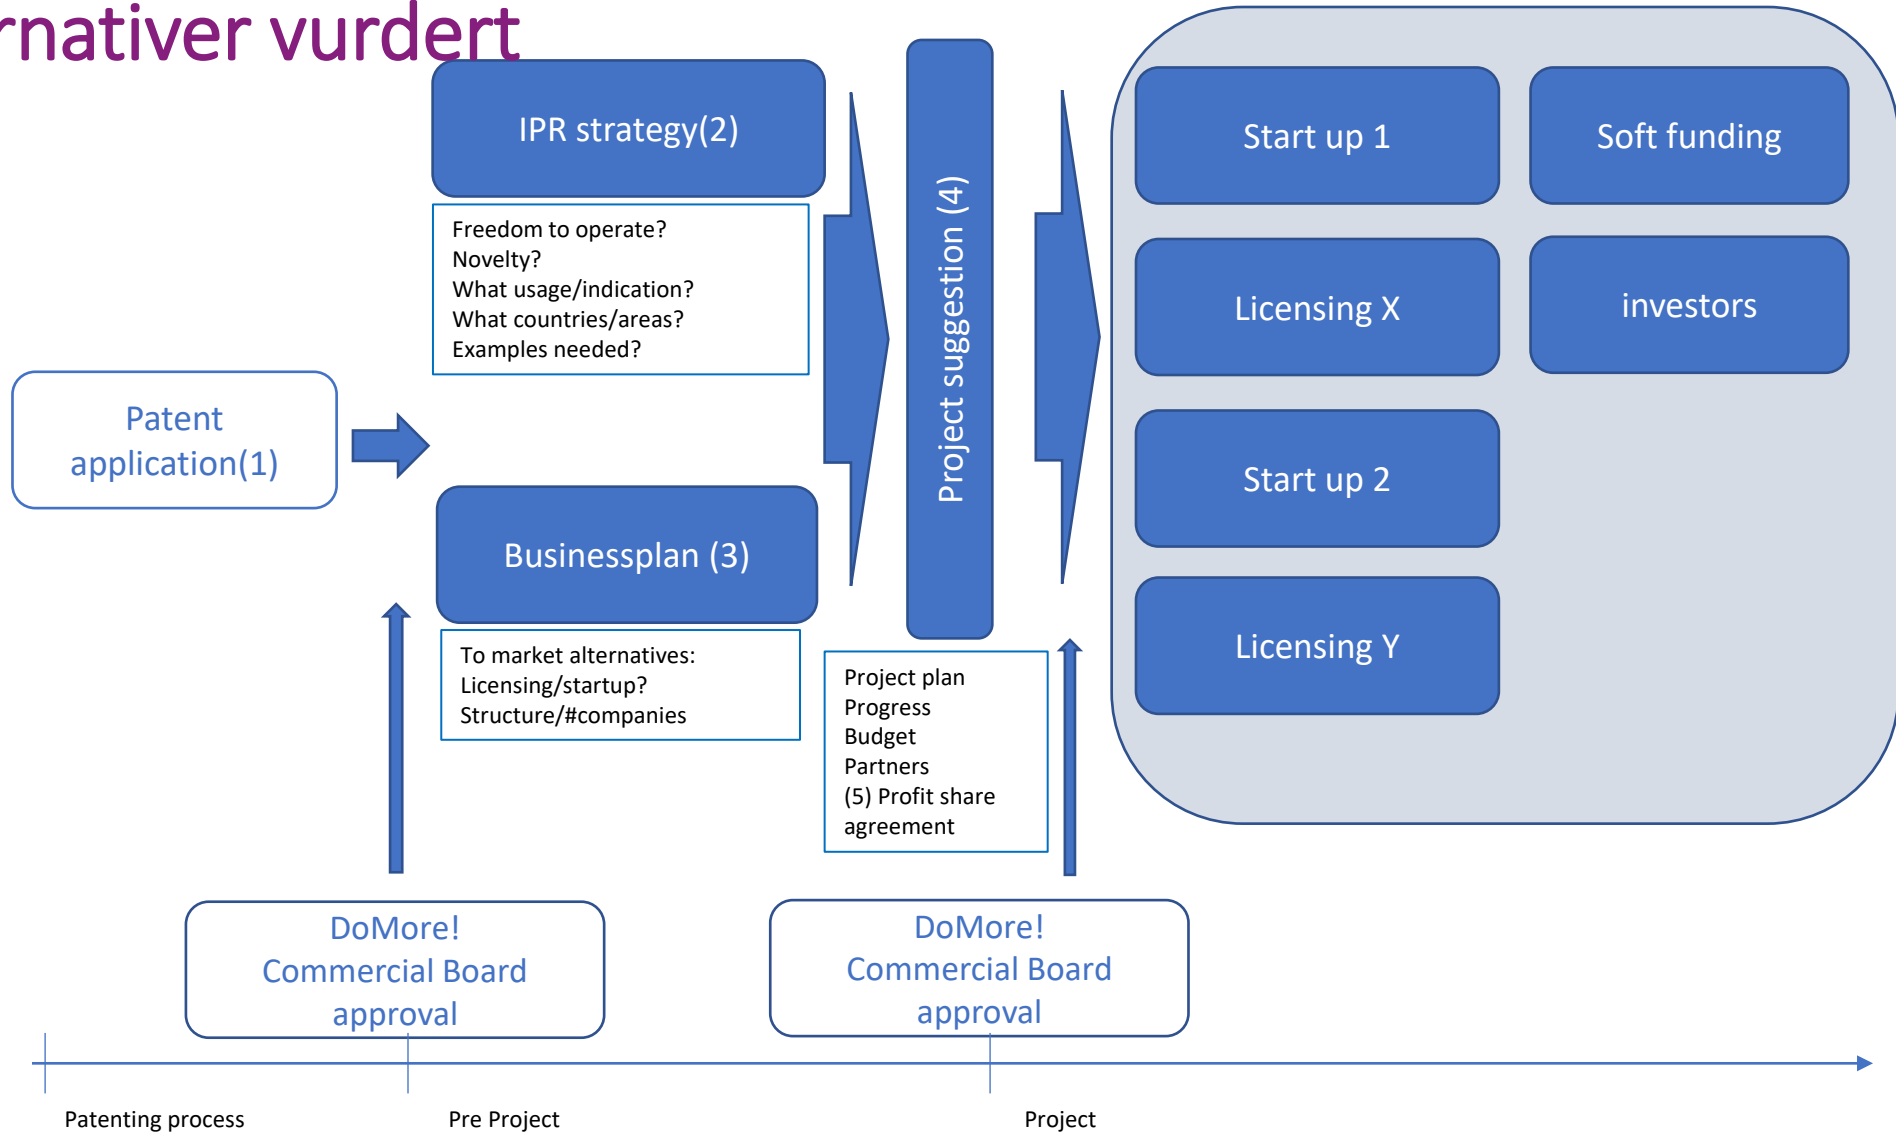 rnativer vurdert
IPR strategy(2)
Freedom to operate?
Novelty?
What usage/indication?
What countries/areas?
Examples needed?
Patent
application(1)
Businessplan (3)
To market alternatives:
Licensing/startup?
Structure/#companies
Project suggestion (4)
Project plan
Progress
Budget
Partners
(5) Profit share
agreement
Start up 1
Soft funding
Licensing X
investors
Start up 2
Licensing Y
DoMore!
Commercial Board
approval
DoMore!
Commercial Board
approval
Patenting process
Pre Project
Project